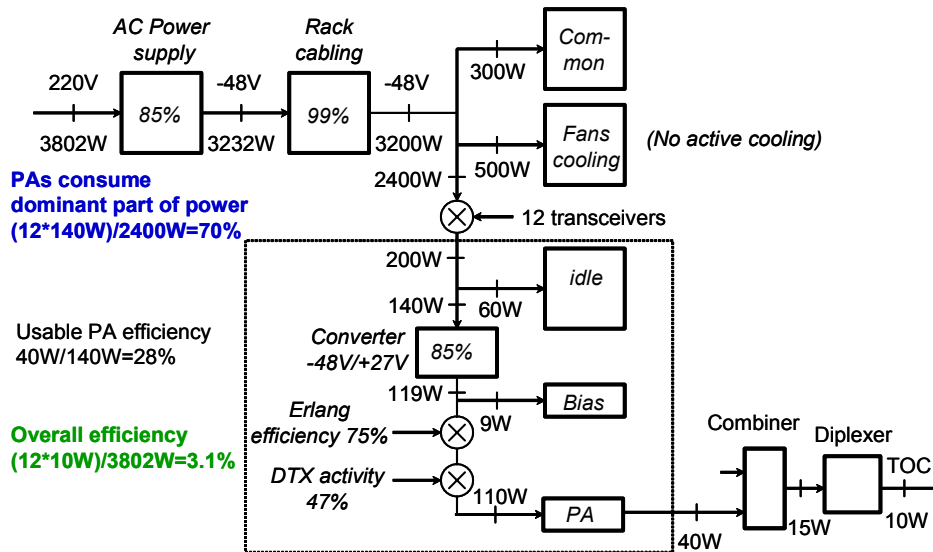 AC Power
supply
Rack
cabling
Com-
mon
300W
220V
-48V
-48V
85%
99%
3802W
3232W
3200W
Fans
cooling
(No active cooling)
500W
2400W
PAs consume
dominant part of power
(12*140W)/2400W=70%
12 transceivers
200W
idle
140W
60W
Usable PA efficiency
40W/140W=28%
Converter
-48V/+27V
85%
119W
Bias
9W
Erlang
efficiency 75%
Overall efficiency
(12*10W)/3802W=3.1%
DTX activity
47%
110W
PA
40W
Combiner
15W
Diplexer
TOC
10W